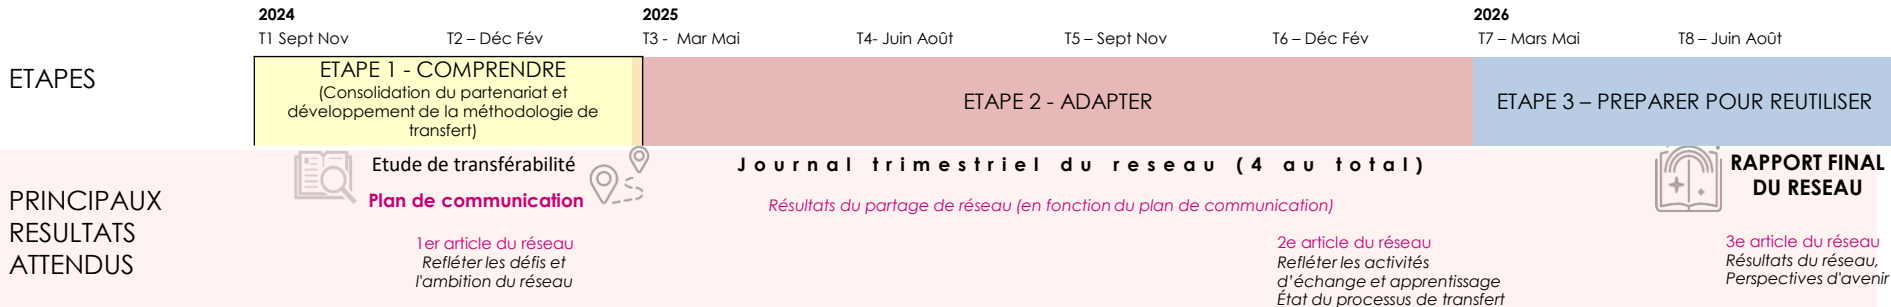 2024
2025
2026
T1 Sept Nov
T2 – Déc Fév
T3 -  Mar Mai
T4- Juin Août
T5 – Sept Nov
T6 – Déc Fév
T7 – Mars Mai
T8 – Juin Août
ETAPES
ETAPE 1 - COMPRENDRE
(Consolidation du partenariat et
développement de la méthodologie de
transfert)
ETAPE 2 - ADAPTER
ETAPE 3 – PREPARER POUR REUTILISER
PRINCIPAUX
RESULTATS
ATTENDUS
Etude de transférabilité
Plan de communication
Journal trimestriel du reseau (4 au total)
Résultats du partage de réseau (en fonction du plan de communication)
RAPPORT FINAL
DU RESEAU
1er article du réseau
Refléter les défis et
l'ambition du réseau
2e article du réseau
Refléter les activités
d'échange et apprentissage
État du processus de transfert
3e article du réseau
Résultats du réseau,
Perspectives d'avenir